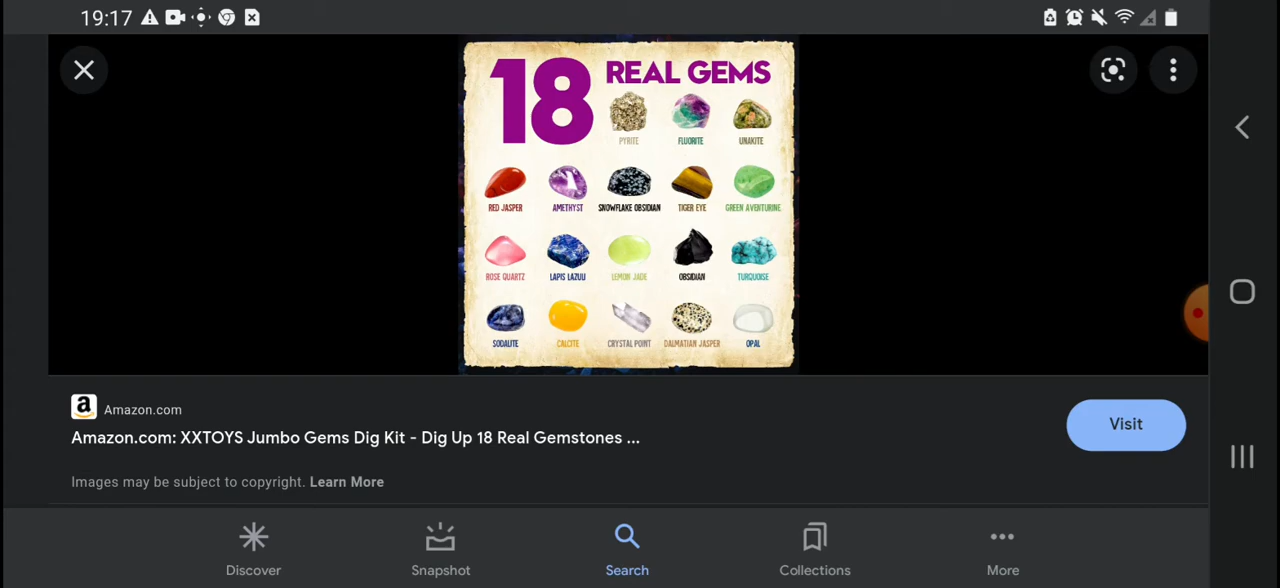 19:17
18 REAL GEMS
PYRITE FLUORITE UNAKITE
RED JASPER AMETHYST SNOWFLAKE OBSIDIAN TIGER EYE GREEN AVENTURINE
ROSE QUARTZ LAPIS LAZULI LEMON JADE OBSIDIAN TURQUOISE
SODALITE CALCITE CRYSTAL POINT DALMATIAN JASPER OPAL
a Amazon.com
Amazon.com: XXTOYS Jumbo Gems Dig Kit - Dig Up 18 Real Gemstones ...
Visit
Images may be subject to copyright. Learn More
Discover Snapshot Search Collections More